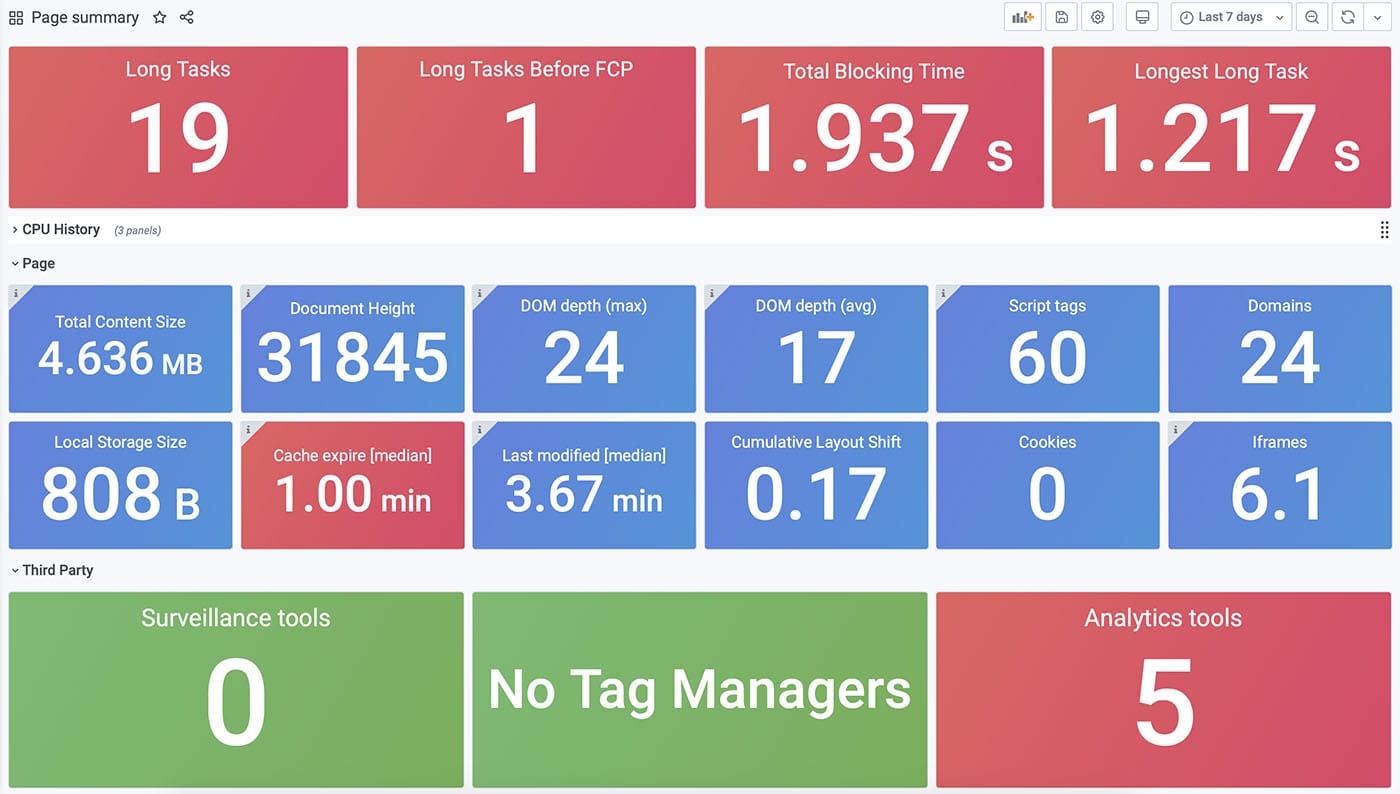 Page summary
Last 7 days
Long Tasks
19
Long Tasks Before FCP
1
Total Blocking Time
1.937 s
Longest Long Task
1.217 s
CPU History (3 panels)
Page
Total Content Size
4.636 MB
Document Height
31845
DOM depth (max)
24
DOM depth (avg)
17
Script tags
60
Domains
24
Local Storage Size
808 B
Cache expire [median]
1.00 min
Last modified [median]
3.67 min
Cumulative Layout Shift
0.17
Cookies
0
Iframes
6.1
Third Party
Surveillance tools
0
No Tag Managers
Analytics tools
5